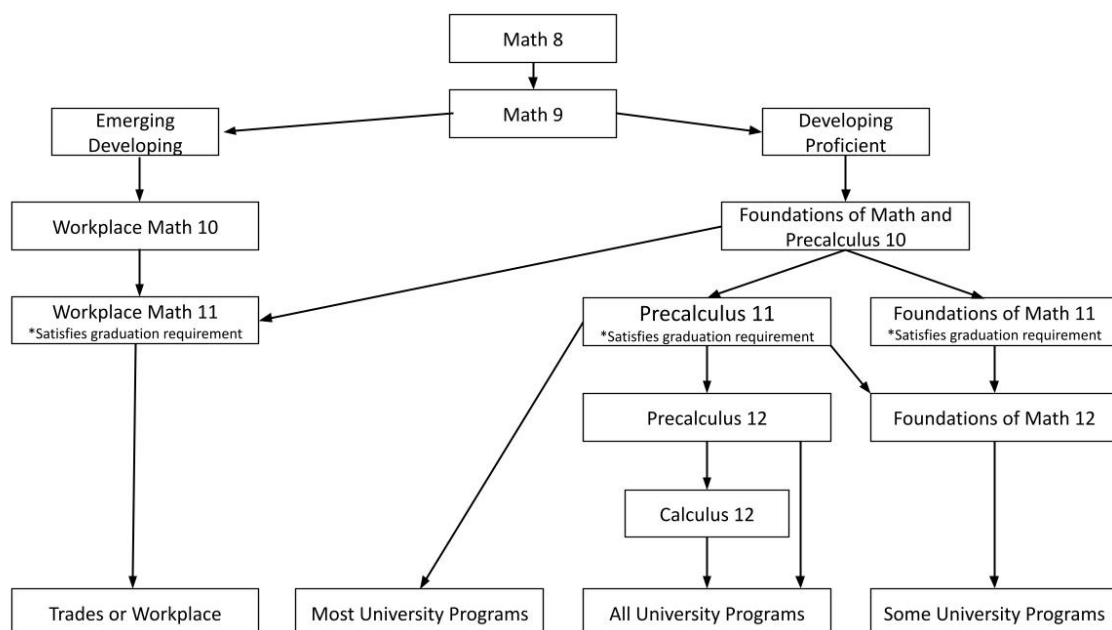 Math 8
Math 9
Emerging
Developing
Developing
Proficient
Workplace Math 10
Foundations of Math and
Precalculus 10
Workplace Math 11
*Satisfies graduation requirement
Precalculus 11
*Satisfies graduation requirement
Foundations of Math 11
*Satisfies graduation requirement
Precalculus 12
Foundations of Math 12
Calculus 12
Trades or Workplace
Most University Programs
All University Programs
Some University Programs